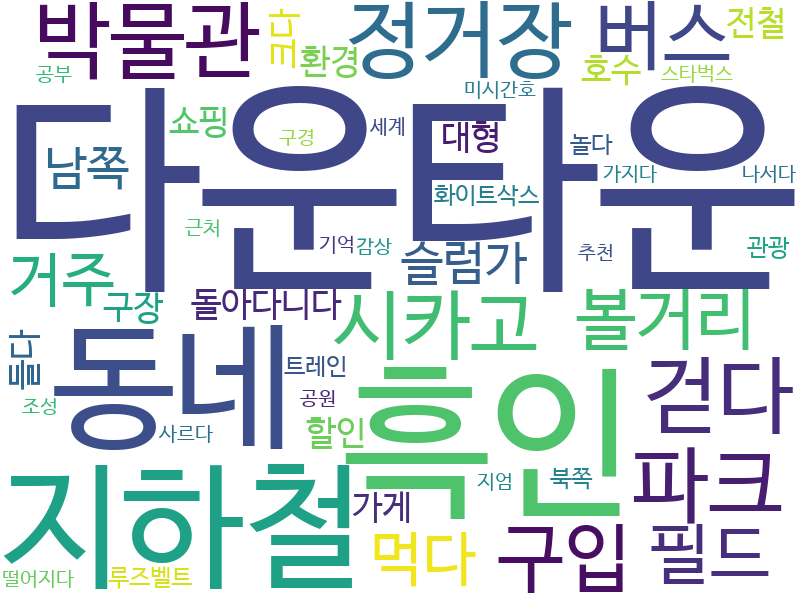 박물관
크다
환경
정거장
버스
전철
공부
쇼핑
호수
스타벅스
미시간호
다운타운
구경
세계
대형
놀다
남쪽
화이트삭스
가지다
나서다
근처
기억
감상
슬럼가
추천
관광
거주
구장
돌아다니다
시카고
볼거리
들다
동네
트레인
흑인
걷다
조성
사르다
공원
할인
지하철
가게
지엄
북쪽
파크
떨어지다
루즈벨트
먹다
구입
필드